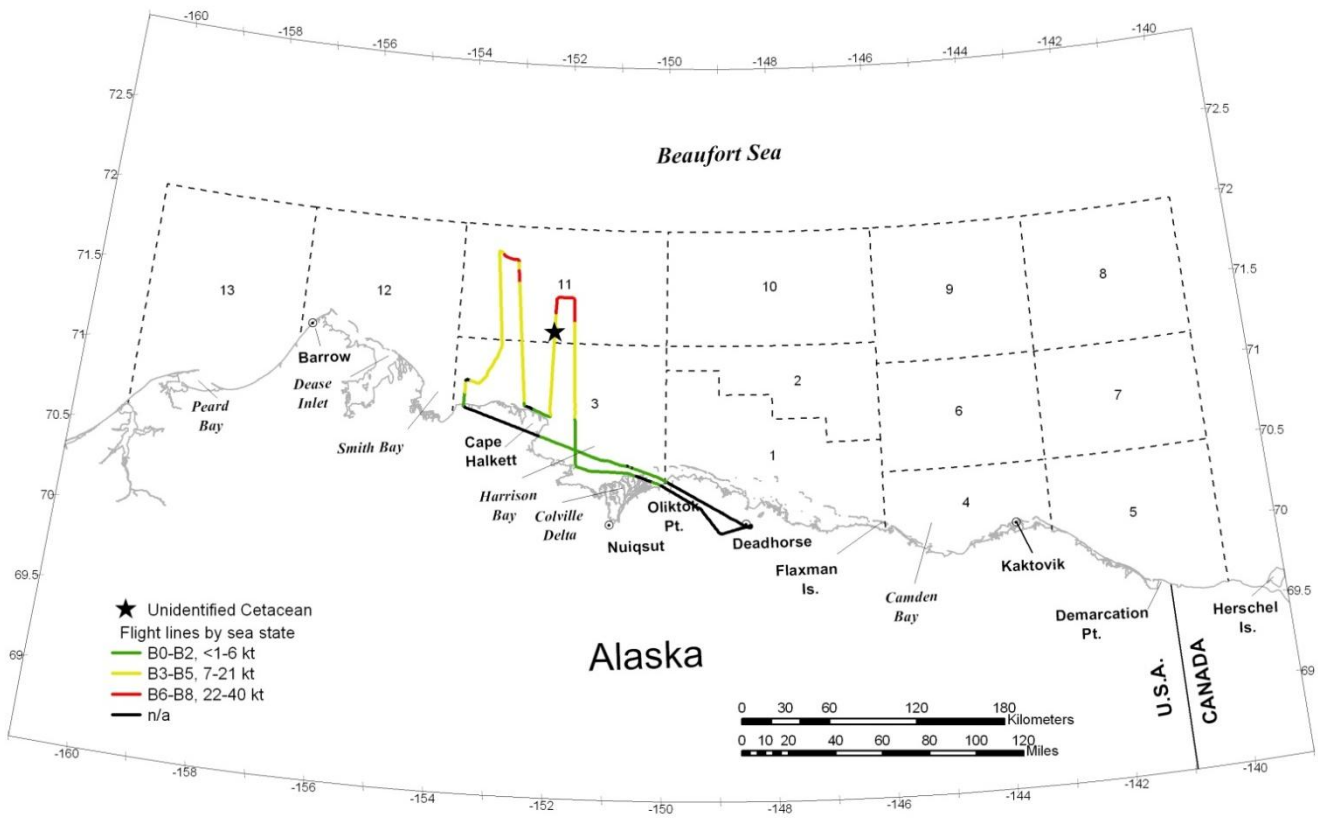 -160
-158
-156
-154
-152
-150
-148
-146
-144
-142
-140
72.5
72.5
72
72
Beaufort Sea
71.5
71.5
13
12
11
10
9
8
71
71
Barrow
Dease
Inlet
Peard
Bay
Smith Bay
3
2
6
7
70.5
70.5
Cape
Halkett
1
Harrison
Bay
Colville
Delta
Oliktok
Pt.
Nuiqsut
Deadhorse
4
5
70
70
Flaxman
Is.
Camden
Bay
Kaktovik
Demarcation
Pt.
Herschel
Is.
69.5
69.5
Unidentified Cetacean
Flight lines by sea state
B0-B2, <1-6 kt
B3-B5, 7-21 kt
B6-B8, 22-40 kt
n/a
Alaska
U.S.A.
CANADA
69
69
0 30 60 120 180
Kilometers
0 10 20 40 60 80 100 120
Miles
-160
-158
-156
-154
-152
-150
-148
-146
-144
-142
-140